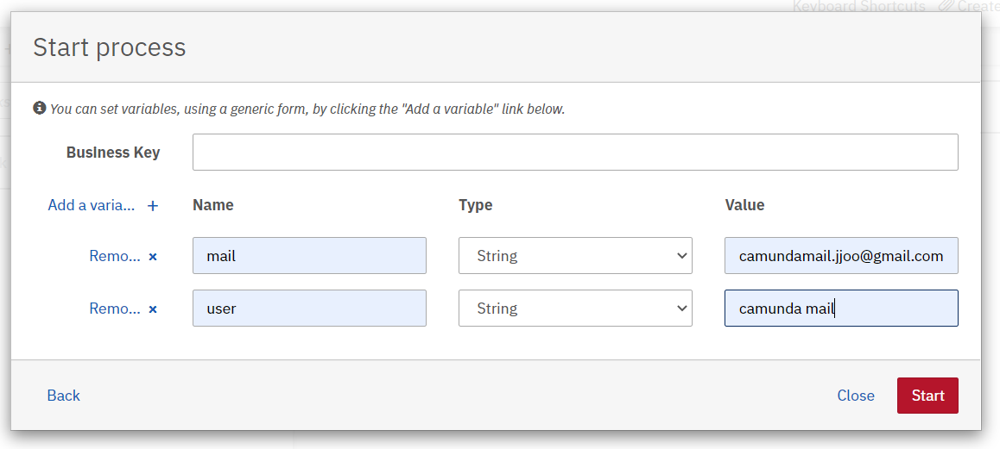 Keyboard Shortcuts Create
Start process
You can set variables, using a generic form, by clicking the "Add a variable" link below.
Business Key
Add a varia... + Name Type Value
Remo... × mail String camundamail.jjoo@gmail.com
Remo... × user String camunda mail
Back Close Start